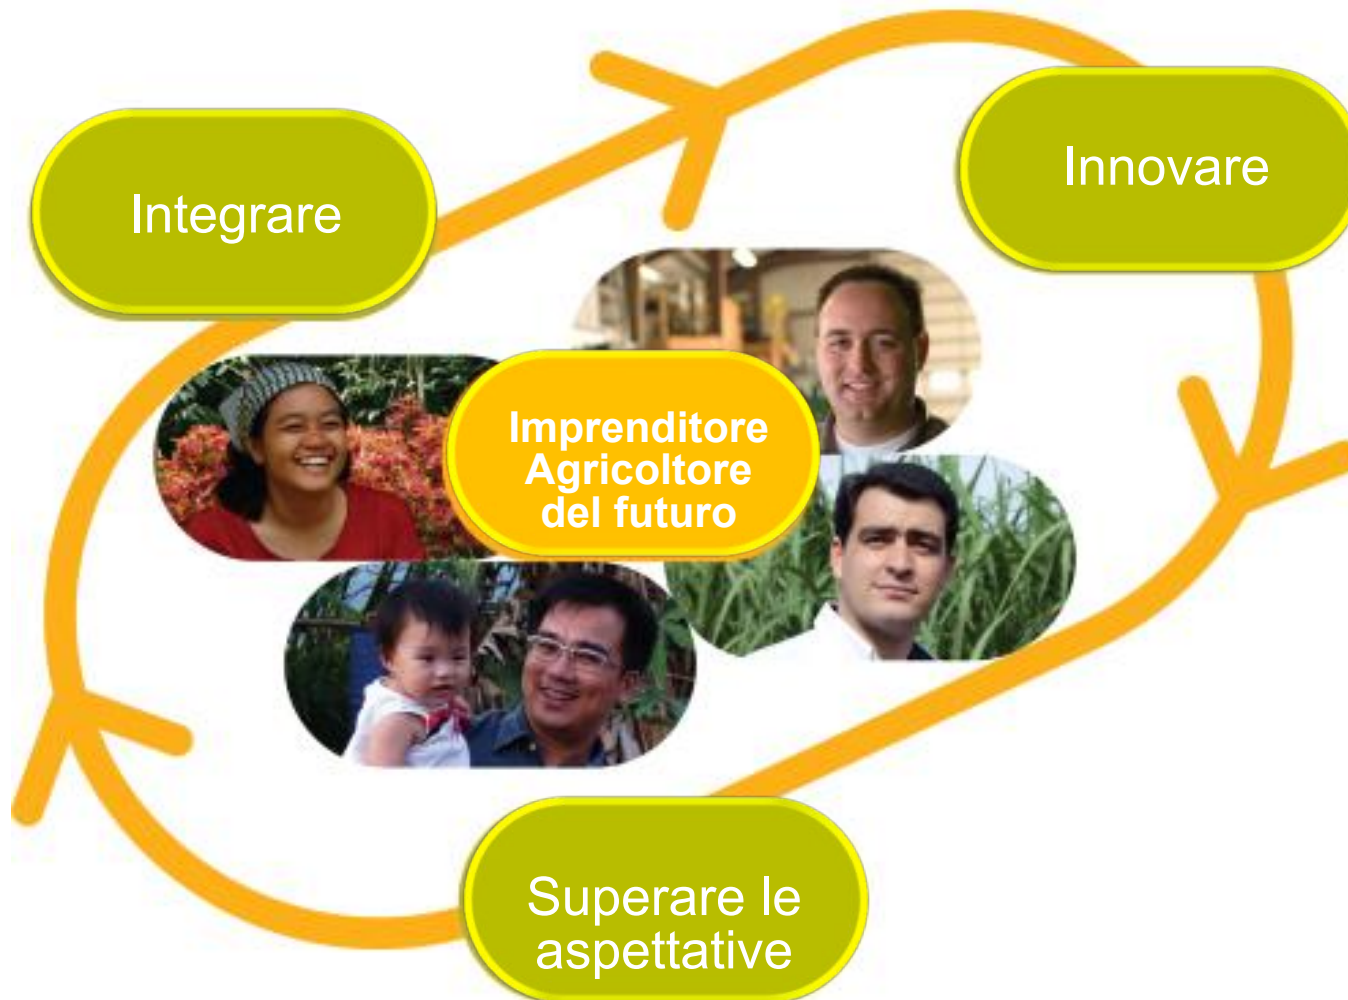 Innovare
Integrare
Imprenditore
Agricoltore
del futuro
Superare le
aspettative